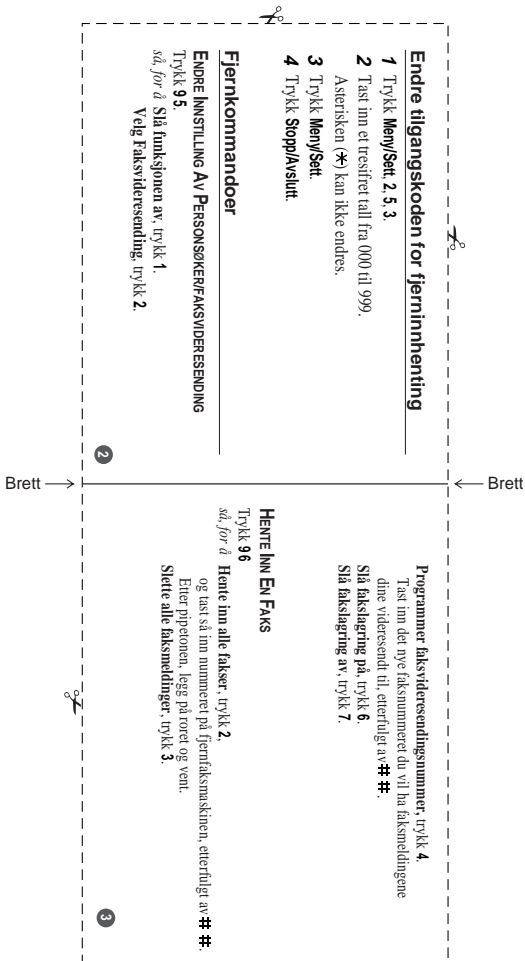 Endre tilgangskoden for fjerninnhenting
1 Trykk Meny/Sett, 2, 5, 3.
2 Tast inn et tresifret tall fra 000 til 999.
Asterisken (✱) kan ikke endres.
3 Trykk Meny/Sett.
4 Trykk Stopp/Avslutt.
Fjernkommandoer
ENDRE INNSTILLING AV PERSONSØKER/FAKSVIDERESENDING
Trykk 9 5.
så, for å Slå funksjonen av, trykk 1.
Velg Faksvideresending, trykk 2.
2
Brett
Brett
Programmer faksvideresendingsnummer, trykk 4.
Tast inn det nye faksnummeret du vil ha faksmeldingene
dine videresendt til, etterfulgt av # #.
Slå fakslagring på, trykk 6.
Slå fakslagring av, trykk 7.
HENTE INN EN FAKS
Trykk 9 6
så, for å Hente inn alle fakser, trykk 2,
og tast så inn nummeret på fjernfaksmaskinen, etterfulgt av # #.
Etter pipetonen, legg på røret og vent.
Slette alle faksmeldinger, trykk 3.
3